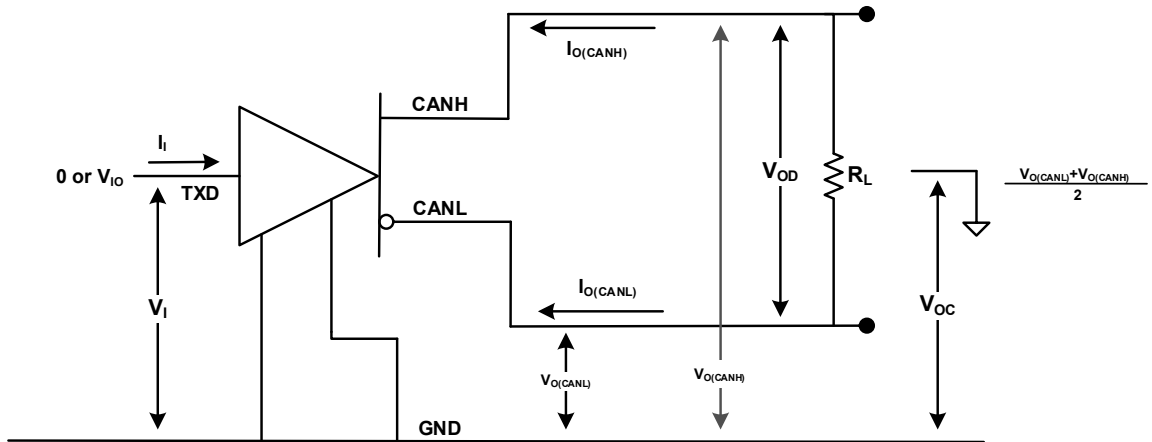 I_O(CANH)
CANH
I_I
0 or V_IO
TXD
V_OD
R_L
V_O(CANL)+V_O(CANH)
2
CANL
I_O(CANL)
V_I
V_OC
V_O(CANL)
V_O(CANH)
GND